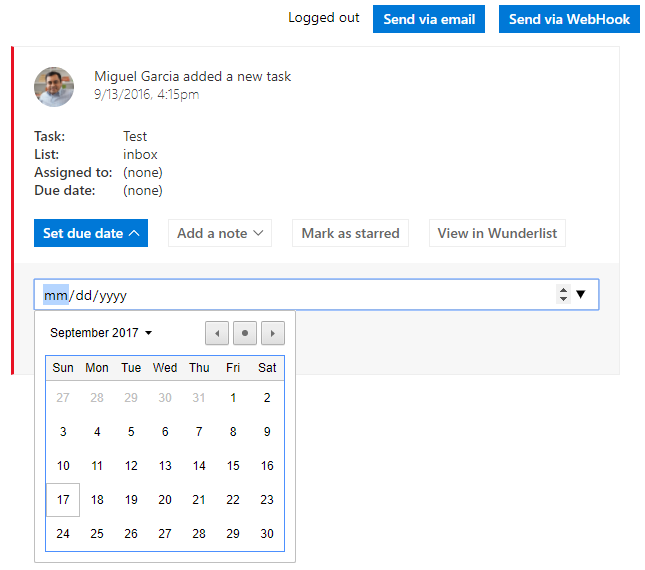 Logged out Send via email Send via WebHook
Miguel Garcia added a new task
9/13/2016, 4:15pm
Task: Test
List: inbox
Assigned to: (none)
Due date: (none)
Set due date Add a note Mark as starred View in Wunderlist
mm/dd/yyyy
September 2017
Sun Mon Tue Wed Thu Fri Sat
27 28 29 30 31 1 2
3 4 5 6 7 8 9
10 11 12 13 14 15 16
17 18 19 20 21 22 23
24 25 26 27 28 29 30